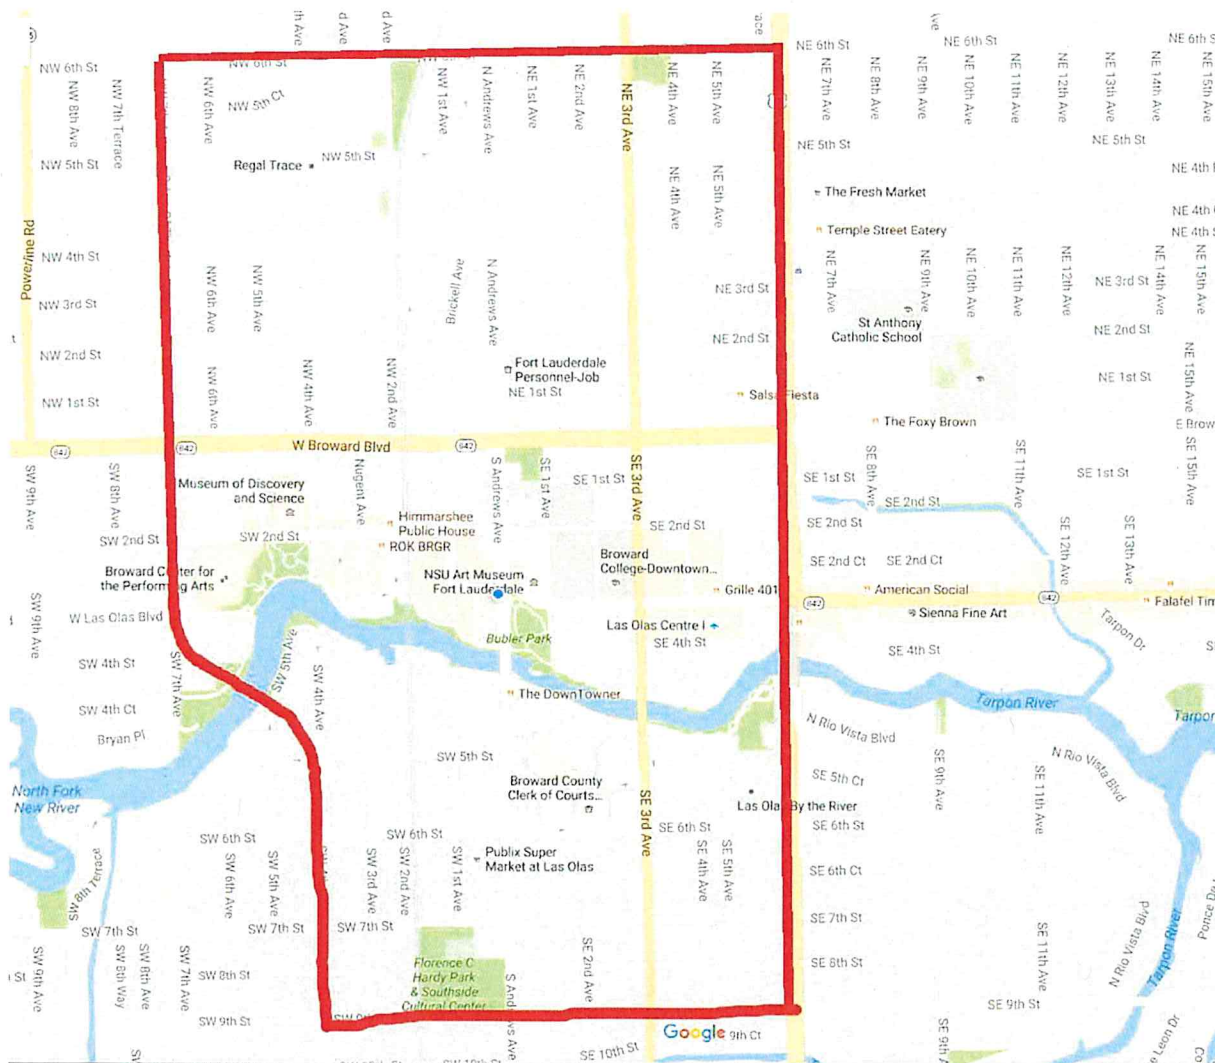 th Ave
d Ave
d Ave
NE 6th St
NE 6th St
NW 6th St
NW 6th St
NW 8th Ave
NW 7th Terrace
NW 6th Ave
NW 5th Ct
NW 1st Ave
N Andrews Ave
NE 1st Ave
NE 2nd Ave
NE 3rd Ave
NE 4th Ave
NE 5th Ave
NE 7th Ave
NE 8th Ave
NE 9th Ave
NE 10th Ave
NE 11th Ave
NE 12th Ave
NE 13th Ave
NE 14th Ave
NE 15th Ave
NW 5th St
Regal Trace
NW 5th St
NE 5th St
NE 5th St
NE 4th Ave
NE 5th Ave
The Fresh Market
Temple Street Eatery
Powerline Rd
NW 4th St
NW 3rd St
NW 6th Ave
NW 5th Ave
Brickell Ave
N Andrews Ave
NE 3rd St
NE 2nd St
NE 7th Ave
NE 9th Ave
NE 10th Ave
NE 11th Ave
NE 12th Ave
NE 3rd St
NE 14th Ave
NE 15th Ave
St Anthony
Catholic School
NE 2nd St
NW 2nd St
NW 1st St
NW 6th Ave
NW 4th Ave
NW 2nd Ave
Fort Lauderdale
Personnel-Job
NE 1st St
Salsa Fiesta
NE 1st St
NE 15th Ave
The Foxy Brown
E Brow
842
W Broward Blvd
842
842
SW 9th Ave
SW 8th Ave
Museum of Discovery
and Science
Nugent Ave
S Andrews Ave
SE 1st Ave
SE 1st St
SE 3rd Ave
SE 1st St
SE 8th Ave
SE 11th Ave
SE 1st St
SE 15th Ave
SE 2nd St
Himmarshee
Public House
SW 2nd St
SW 2nd St
ROK BRGR
SE 2nd St
SE 2nd St
SE 12th Ave
SE 13th Ave
Broward Center for
the Performing Arts
NSU Art Museum
Fort Lauderdale
Broward
College-Downtown...
SE 2nd Ct
SE 2nd Ct
Grille 401
American Social
842
842
Falafel Tim
SW 9th Ave
W Las Olas Blvd
Bubier Park
Las Olas Centre I
SE 4th St
Sienna Fine Art
Tarpon Dr
SE 4th St
SW 4th St
SW 7th Ave
SW 5th Ave
SW 4th Ave
SW 4th Ct
Bryan Pl
The DownTowner
Tarpon River
N Rio Vista Blvd
Tarpor
SW 5th St
SE 9th Ave
N Rio Vista Blvd
SE 11th Ave
North Fork
New River
Broward County
Clerk of Courts...
SE 3rd Ave
SE 5th Ct
Las Olas By the River
SE 6th St
SW 6th St
SW 6th St
SE 6th St
SW 8th Terrace
SW 6th Ave
SW 5th Ave
SW 3rd Ave
SW 2nd Ave
SW 1st Ave
Publix Super
Market at Las Olas
SE 4th Ave
SE 5th Ave
SE 6th Ct
SW 7th St
SW 7th St
SW 7th St
SE 7th St
N Rio Vista Blvd
Tarpon River
SW 9th Ave
SW 8th Way
SW 8th Ave
SW 7th Ave
SW 8th St
Florence C
Hardy Park
& Southside
Cultural Center
S Andrews Ave
SE 2nd Ave
SE 8th St
SE 11th Ave
SW 9th St
SE 9th St
Google
9th Ct
SE 10th St